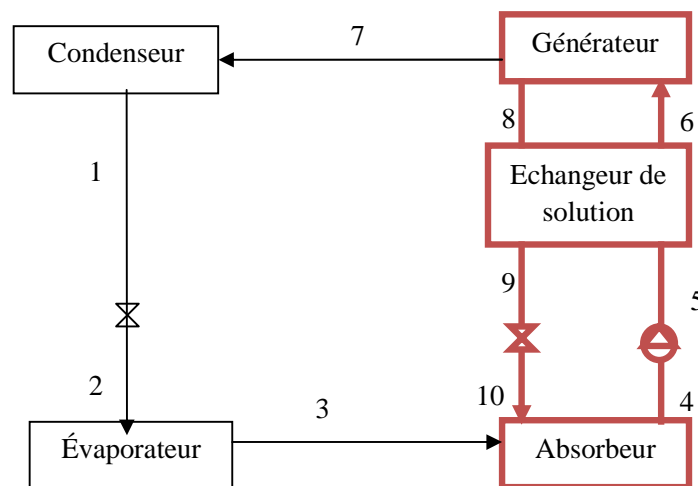 7
Condenseur
Générateur
8
6
1
Echangeur de
solution
9
5
2
3
10
4
Évaporateur
Absorbeur